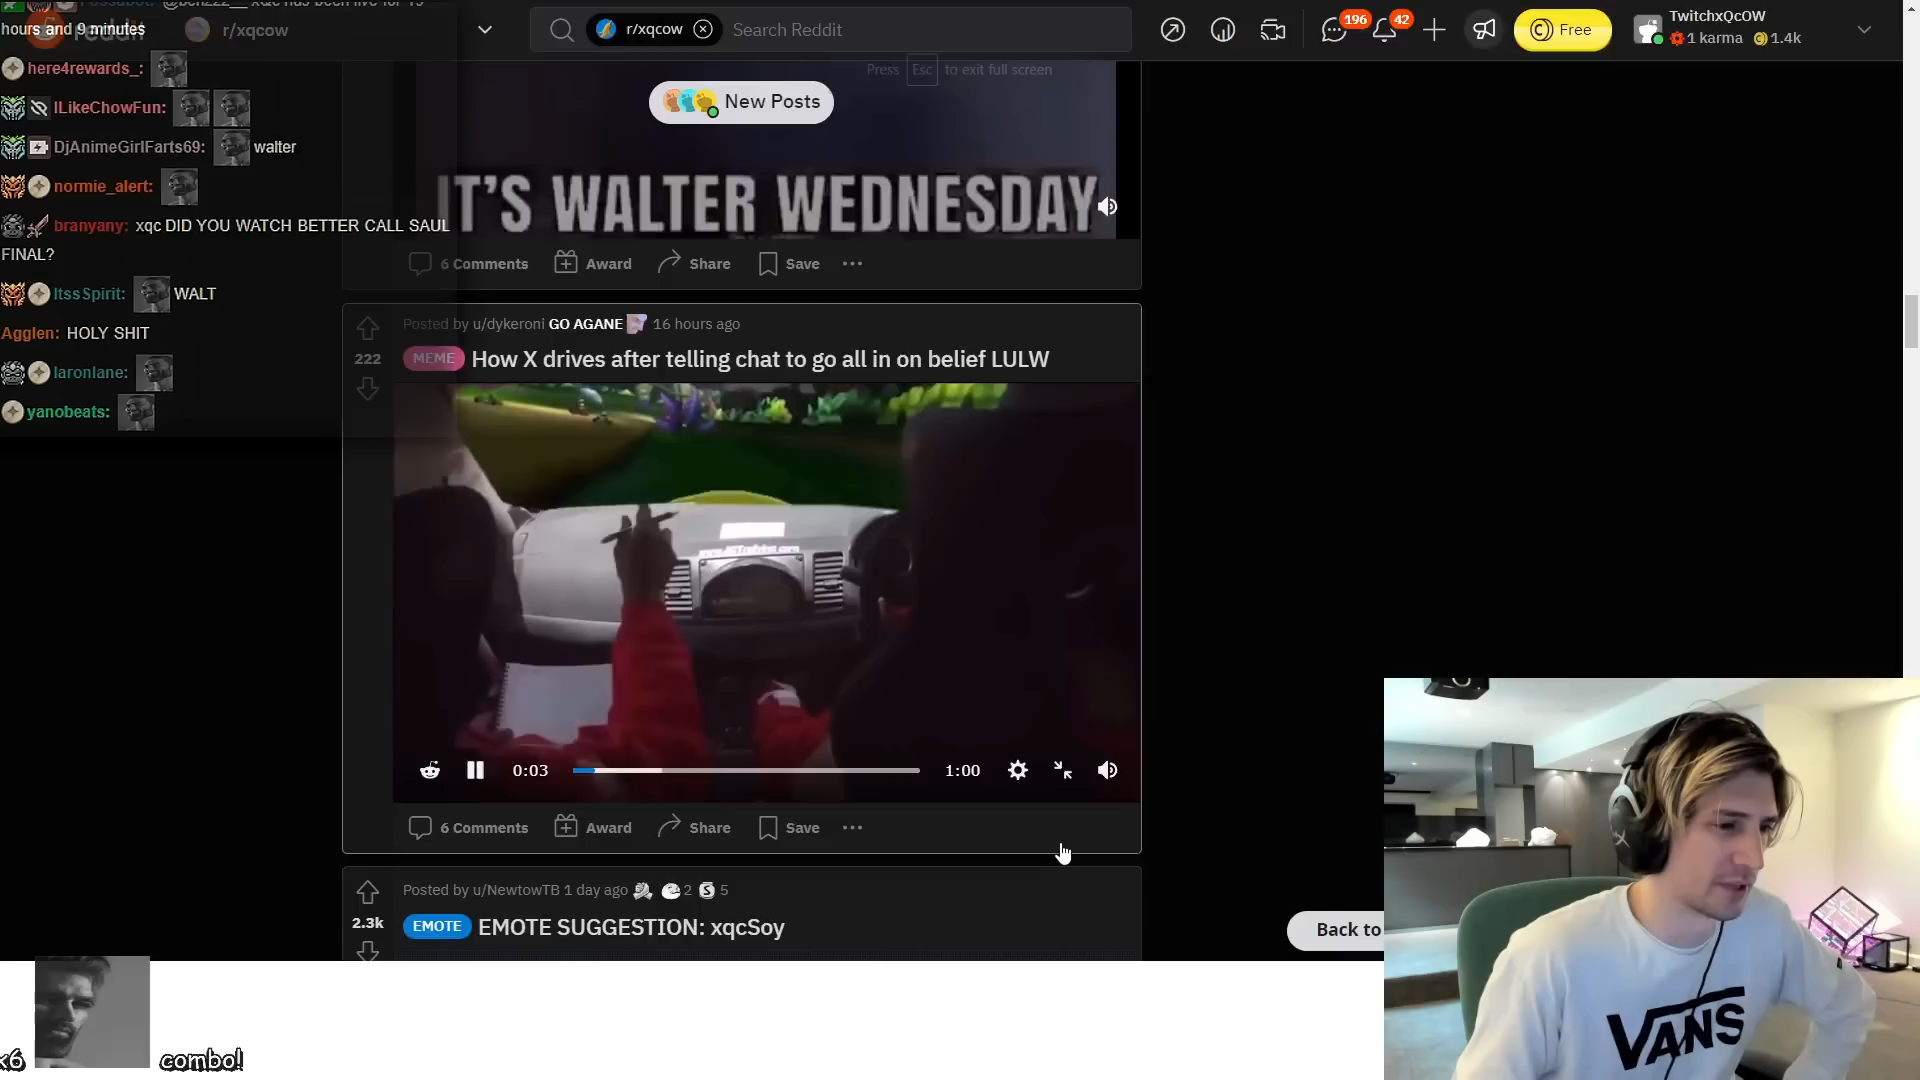 hours and 9 minutes
reddit
r/xqcow
r/xqcow
Search Reddit
196
42
Free
TwitchxQcOW
1 karma
1.4k
here4rewards_:
ILikeChowFun:
DjAnimeGirlFarts69: walter
normie_alert:
branyany: xqc DID YOU WATCH BETTER CALL SAUL
FINAL?
ItssSpirit: WALT
Agglen: HOLY SHIT
laronlane:
yanobeats:
Press Esc to exit full screen
New Posts
IT'S WALTER WEDNESDAY
6 Comments
Award
Share
Save
Posted by u/dykeroni GO AGANE 16 hours ago
222
MEME How X drives after telling chat to go all in on belief LULW
0:03
1:00
6 Comments
Award
Share
Save
Posted by u/NewtowTB 1 day ago 2 5
2.3k
EMOTE EMOTE SUGGESTION: xqcSoy
Back to
VANS
x6 combo!